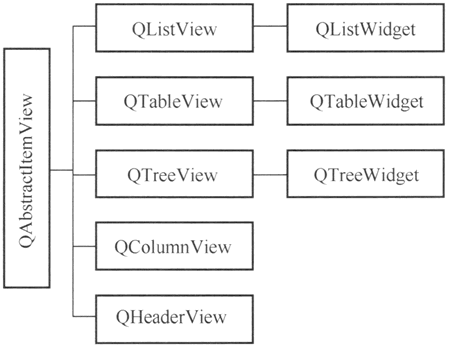 QAbstractItemView
QListView
QListWidget
QTableView
QTableWidget
QTreeView
QTreeWidget
QColumnView
QHeaderView